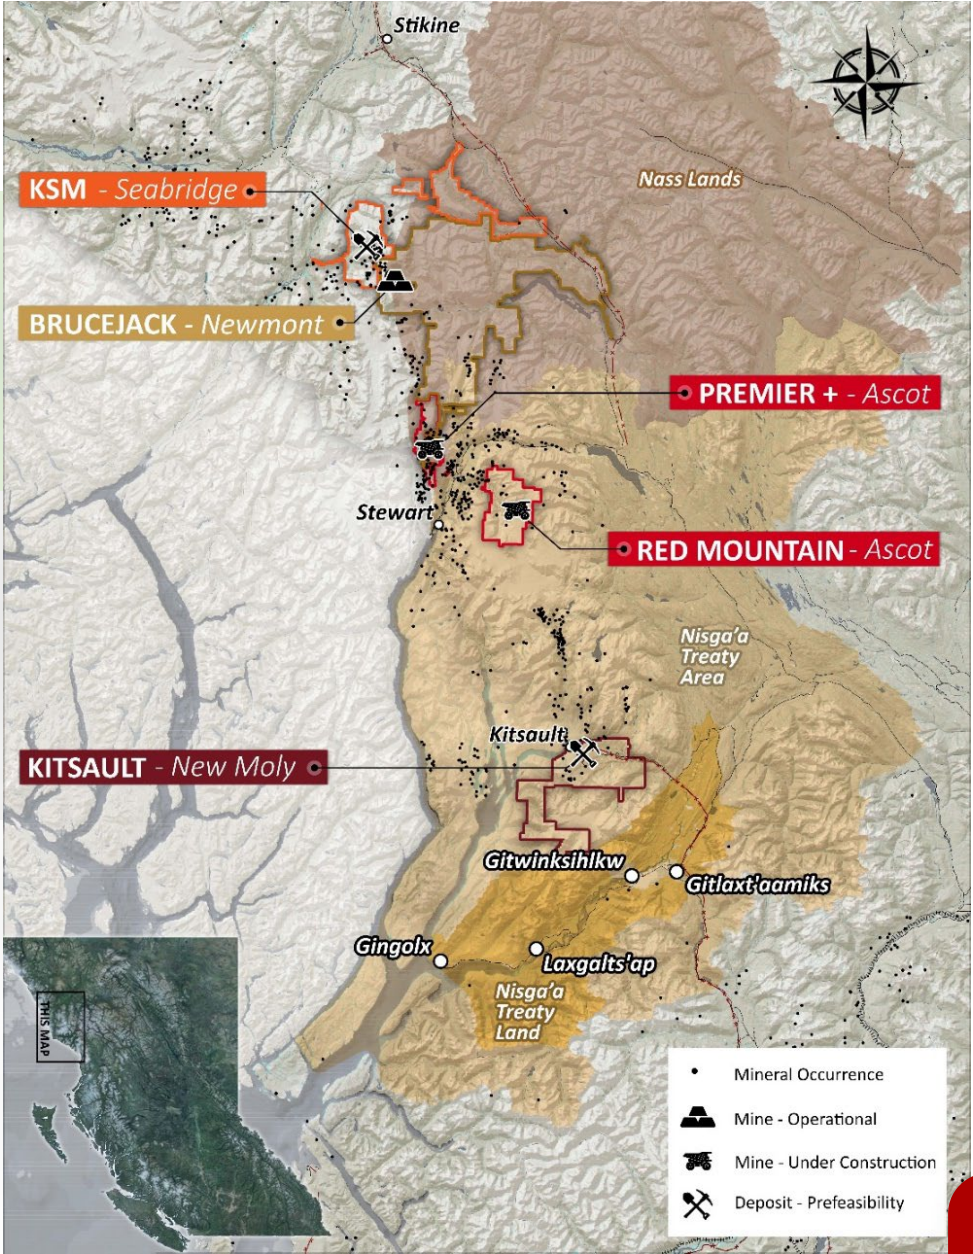 Stikine
Nass Lands
KSM - Seabridge
BRUCEJACK - Newmont
PREMIER + - Ascot
Stewart
RED MOUNTAIN - Ascot
Nisga'a
Treaty
Area
Kitsault
KITSAULT - New Moly
Gitwinksihlkw
Gitlaxt'aamiks
Gingolx
Laxgalts'ap
Nisga'a
Treaty
Land
THIS MAP
Mineral Occurrence
Mine - Operational
Mine - Under Construction
Deposit - Prefeasibility